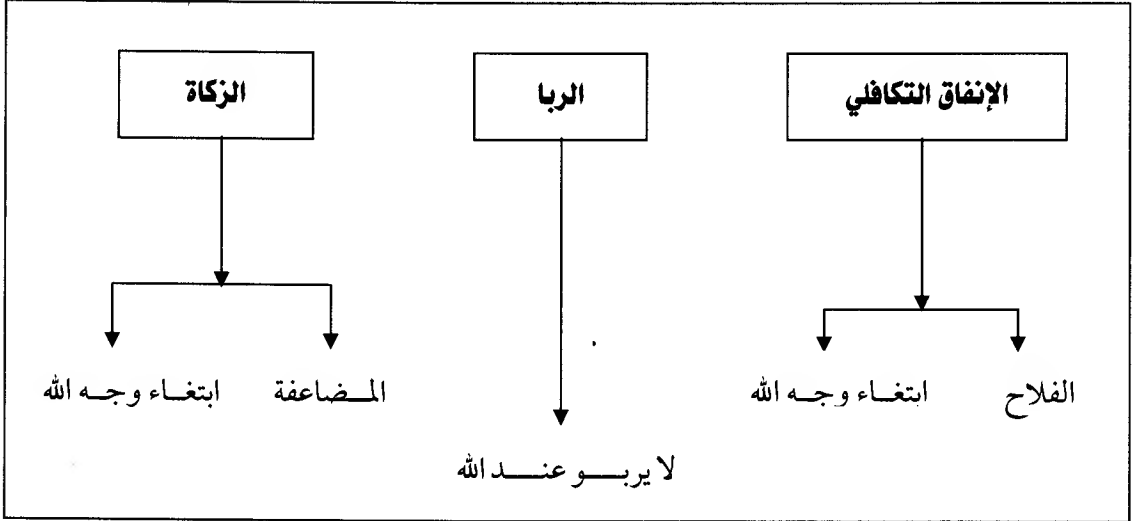 الإنفاق التكافلي
الربا
الزكاة
الفلاح
ابتغاء وجه الله
المضاعفة
ابتغاء وجه الله
لا يربو عند الله